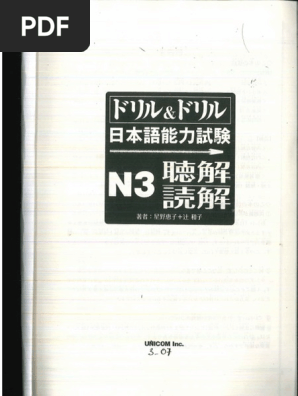 PDF
ドリル&ドリル
日本語能力試験
N3 聴解
読解
著者：星野恵子+辻 和子
UNICOM Inc.
S-07